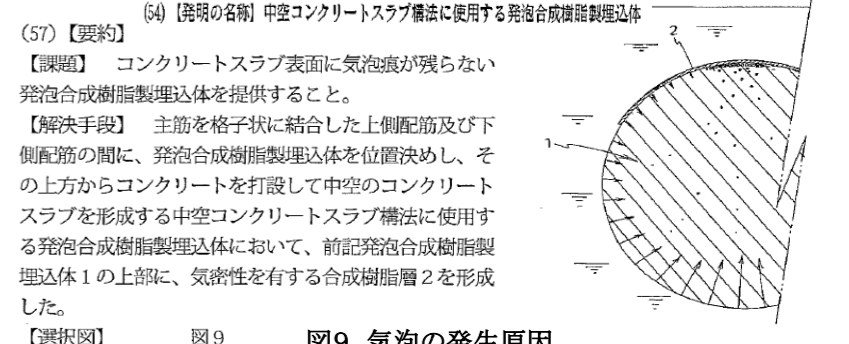 (54)【発明の名称】中空コンクリートスラブ構法に使用する発泡合成樹脂製埋込体
(57)【要約】
【課題】 コンクリートスラブ表面に気泡痕が残らない
発泡合成樹脂製埋込体を提供すること。
【解決手段】 主筋を格子状に結合した上側配筋及び下
側配筋の間に、発泡合成樹脂製埋込体を位置決めし、そ
の上方からコンクリートを打設して中空のコンクリート
スラブを形成する中空コンクリートスラブ構法に使用す
る発泡合成樹脂製埋込体において、前記発泡合成樹脂製
埋込体1の上部に、気密性を有する合成樹脂層2を形成
した。
【選択図】 図9
2
1
図9 気泡の発生原因